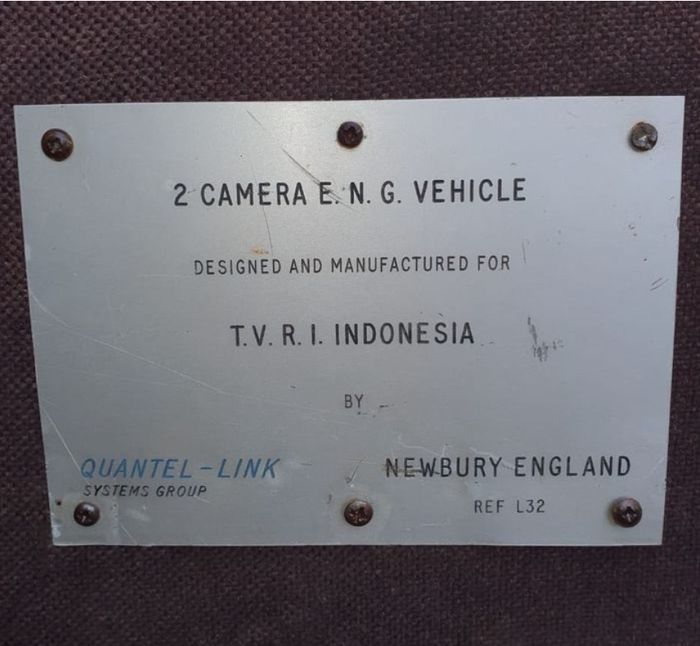 2 CAMERA E. N. G. VEHICLE
DESIGNED AND MANUFACTURED FOR
T. V. R. I. INDONESIA
BY
QUANTEL-LINK
SYSTEMS GROUP
NEWBURY ENGLAND
REF L32